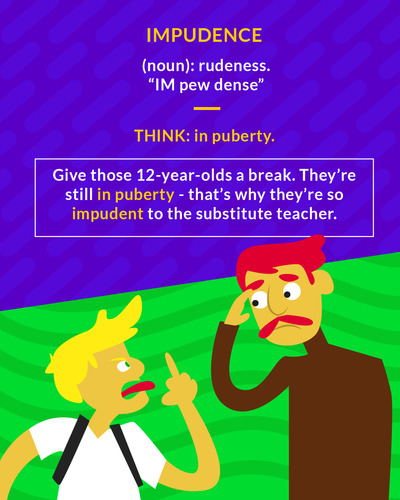 IMPUDENCE
(noun): rudeness.
“IM pew dense”
THINK: in puberty.
Give those 12-year-olds a break. They’re
still in puberty - that’s why they’re so
impudent to the substitute teacher.